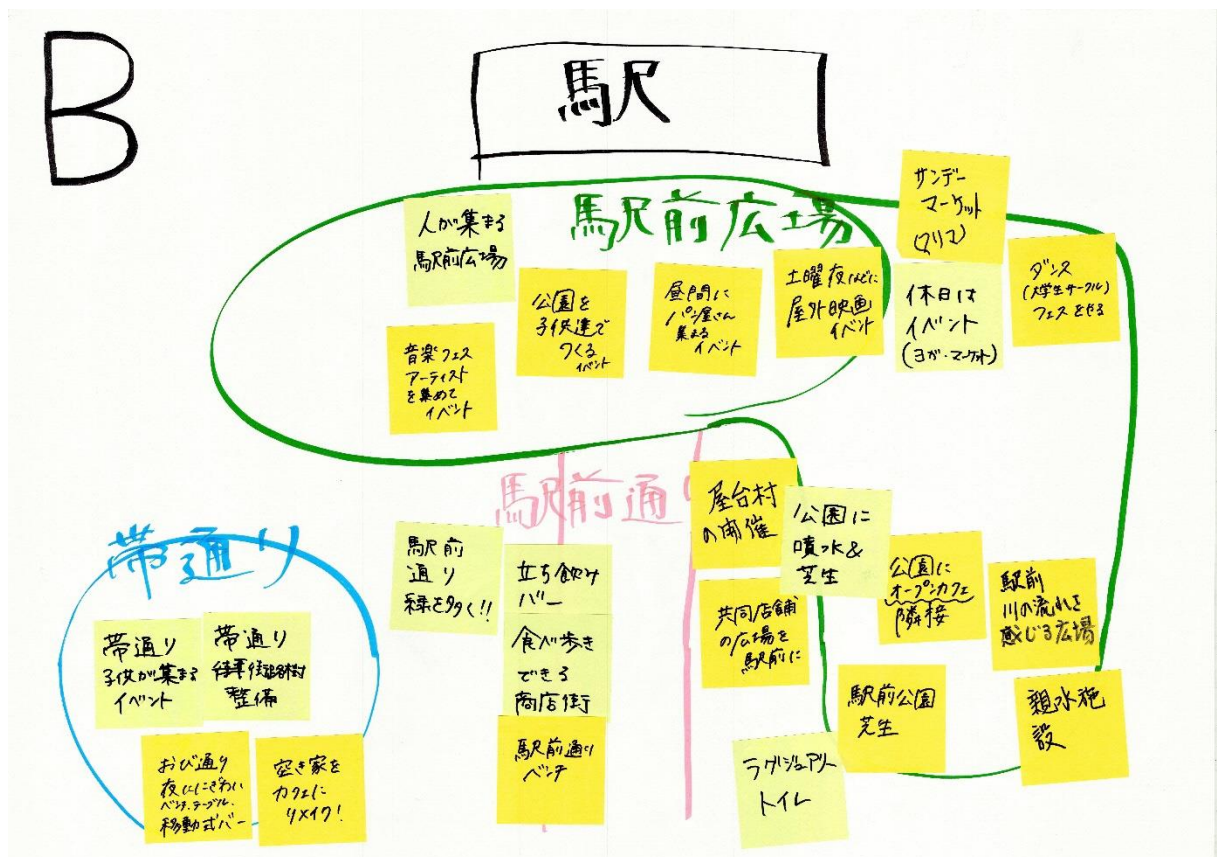 B
駅
駅前広場
人が集まる
駅前広場
音楽フェス
アーティスト
を集めて
イベント
公園を
子供達で
つくる
イベント
昼間に
パン屋さん
集まる
イベント
土曜夜などに
屋外映画
イベント
サンデー
マーケット
(フリマ)
休日は
イベント
(ヨガ・マーケット)
ダンス
(大学生サークル)
フェスをやる
駅前通り
駅前
通り
緑を多く!!
立ち飲み
バー
食べ歩き
できる
商店街
駅前通り
ベンチ
屋台村
の開催
共同店舗
の広場を
駅前に
公園に
噴水&
芝生
公園に
オープンカフェ
隣接
駅前
川の流れを
感じる広場
駅前公園
芝生
親水施
設
ラグジュアリー
トイレ
帯通り
帯通り
子供が集まる
イベント
帯通り
街路樹
整備
おび通り
夜ににぎわい
ベンチ、テーブル、
移動式バー
空き家を
カフェに
リメイク!